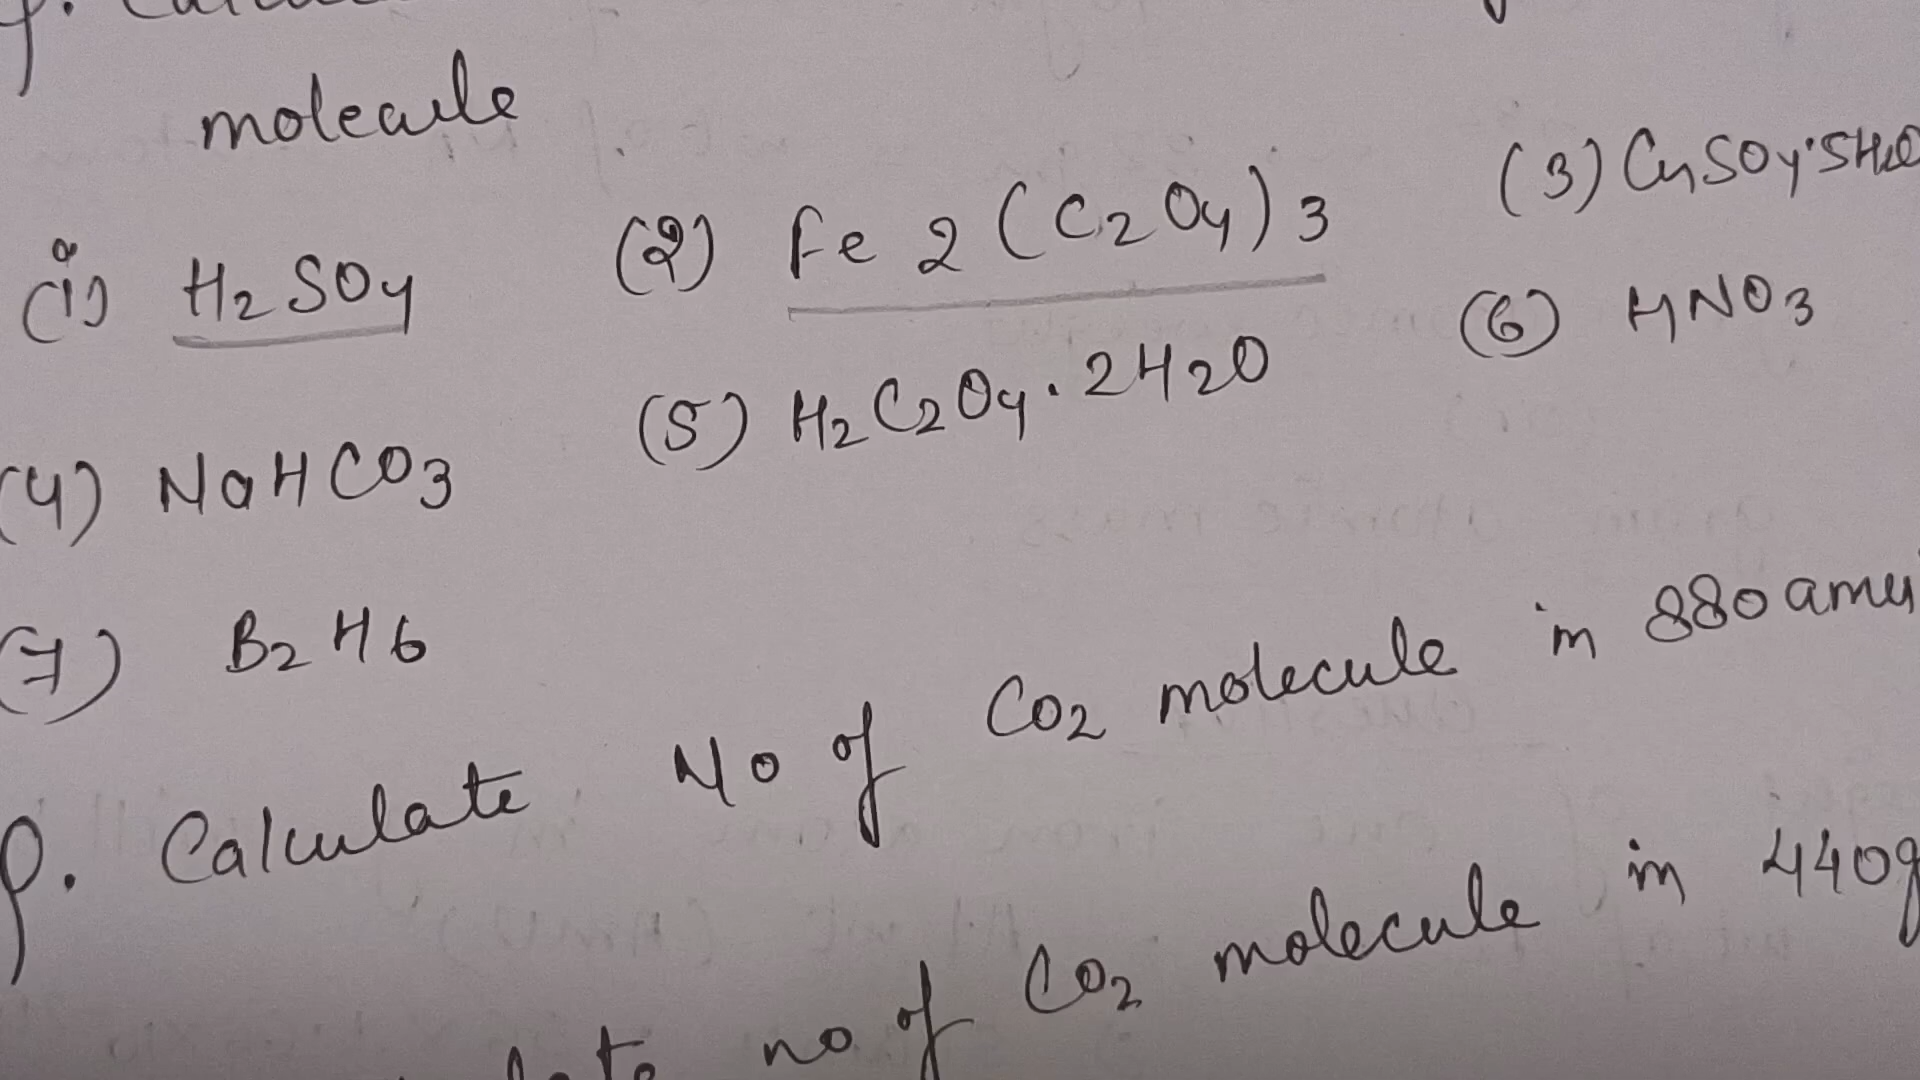 molecule
(i) H2SO4 (2) Fe2(C2O4)3 (3) CuSO4·5H2O
(4) NaHCO3 (5) H2C2O4·2H2O (6) HNO3
(7) B2H6
Q. Calculate No of CO2 molecule in 880 amu
no of CO2 molecule in 440g